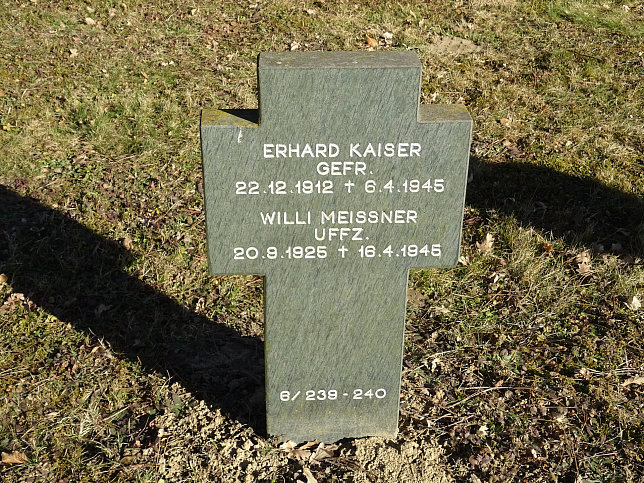 ERHARD KAISER
GEFR.
22.12.1912 † 6.4.1945
WILLI MEISSNER
UFFZ.
20.9.1925 † 16.4.1945
6/239-240